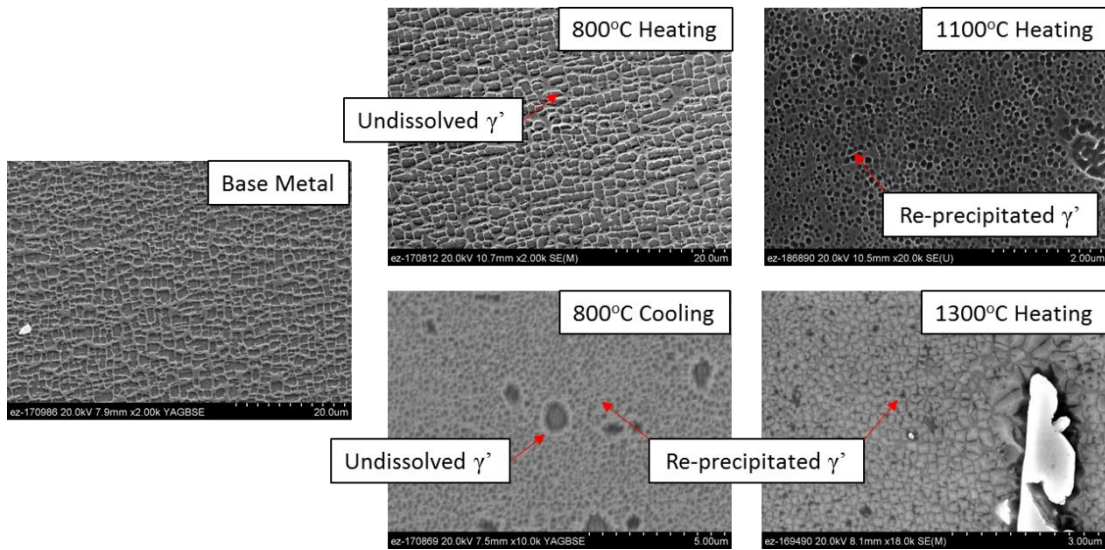 Base Metal
ez-170986 20.0kV 7.9mm x2.00k YAGBSE 20.0um
800°C Heating
Undissolved γ’
ez-170812 20.0kV 10.7mm x2.00k SE(M) 20.0um
1100°C Heating
Re-precipitated γ’
ez-186890 20.0kV 10.5mm x20.0k SE(U) 2.00um
800°C Cooling
Undissolved γ’
Re-precipitated γ’
ez-170869 20.0kV 7.5mm x10.0k YAGBSE 5.00um
1300°C Heating
ez-169490 20.0kV 8.1mm x18.0k SE(M) 3.00um